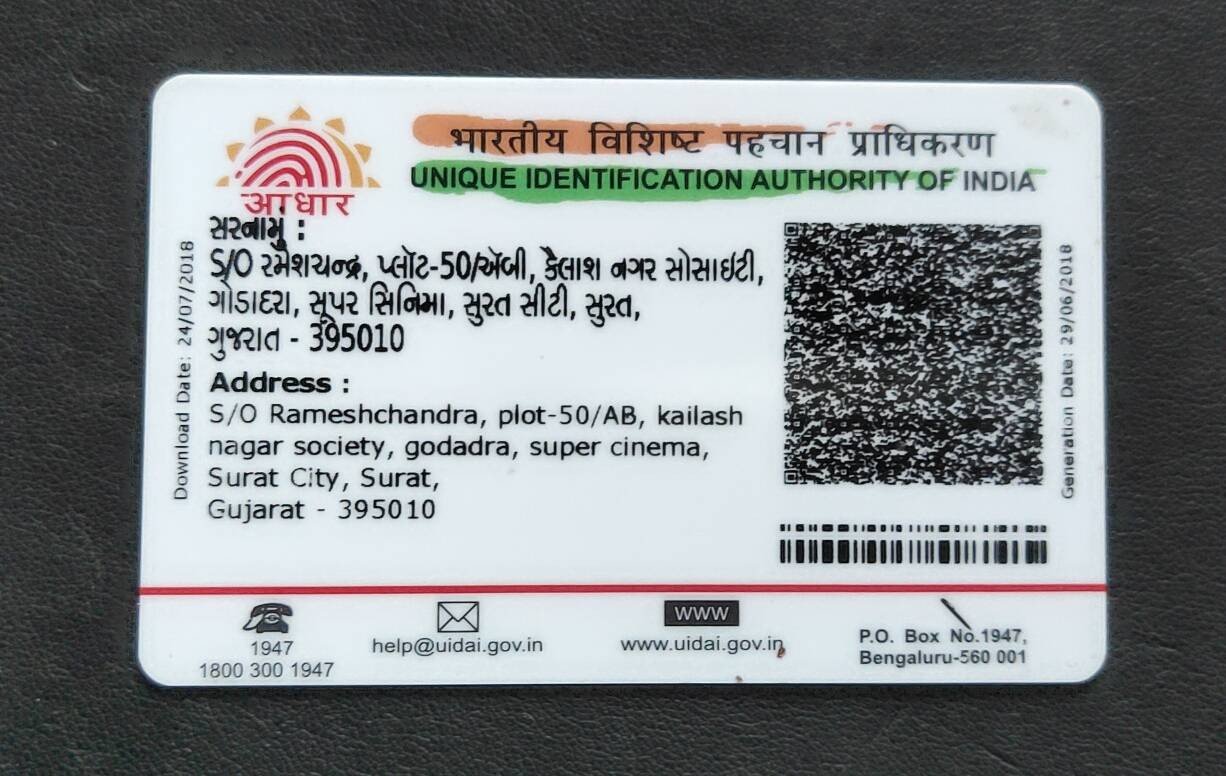 भारतीय विशिष्ट पहचान प्राधिकरण
UNIQUE IDENTIFICATION AUTHORITY OF INDIA
आधार
સરનામું :
S/O રમેશચન્દ્ર, પ્લૉટ-50/એબી, કૈલાશ નગર સોસાઇટી,
ગોડાદરા, સૂપર સિનિમા, સુરત સીટી, સુરત,
ગુજરાત - 395010
Address :
S/O Rameshchandra, plot-50/AB, kailash
nagar society, godadra, super cinema,
Surat City, Surat,
Gujarat - 395010
Download Date: 24/07/2018
Generation Date: 29/06/2018
1947
1800 300 1947
help@uidai.gov.in
www
www.uidai.gov.in
P.O. Box No.1947,
Bengaluru-560 001